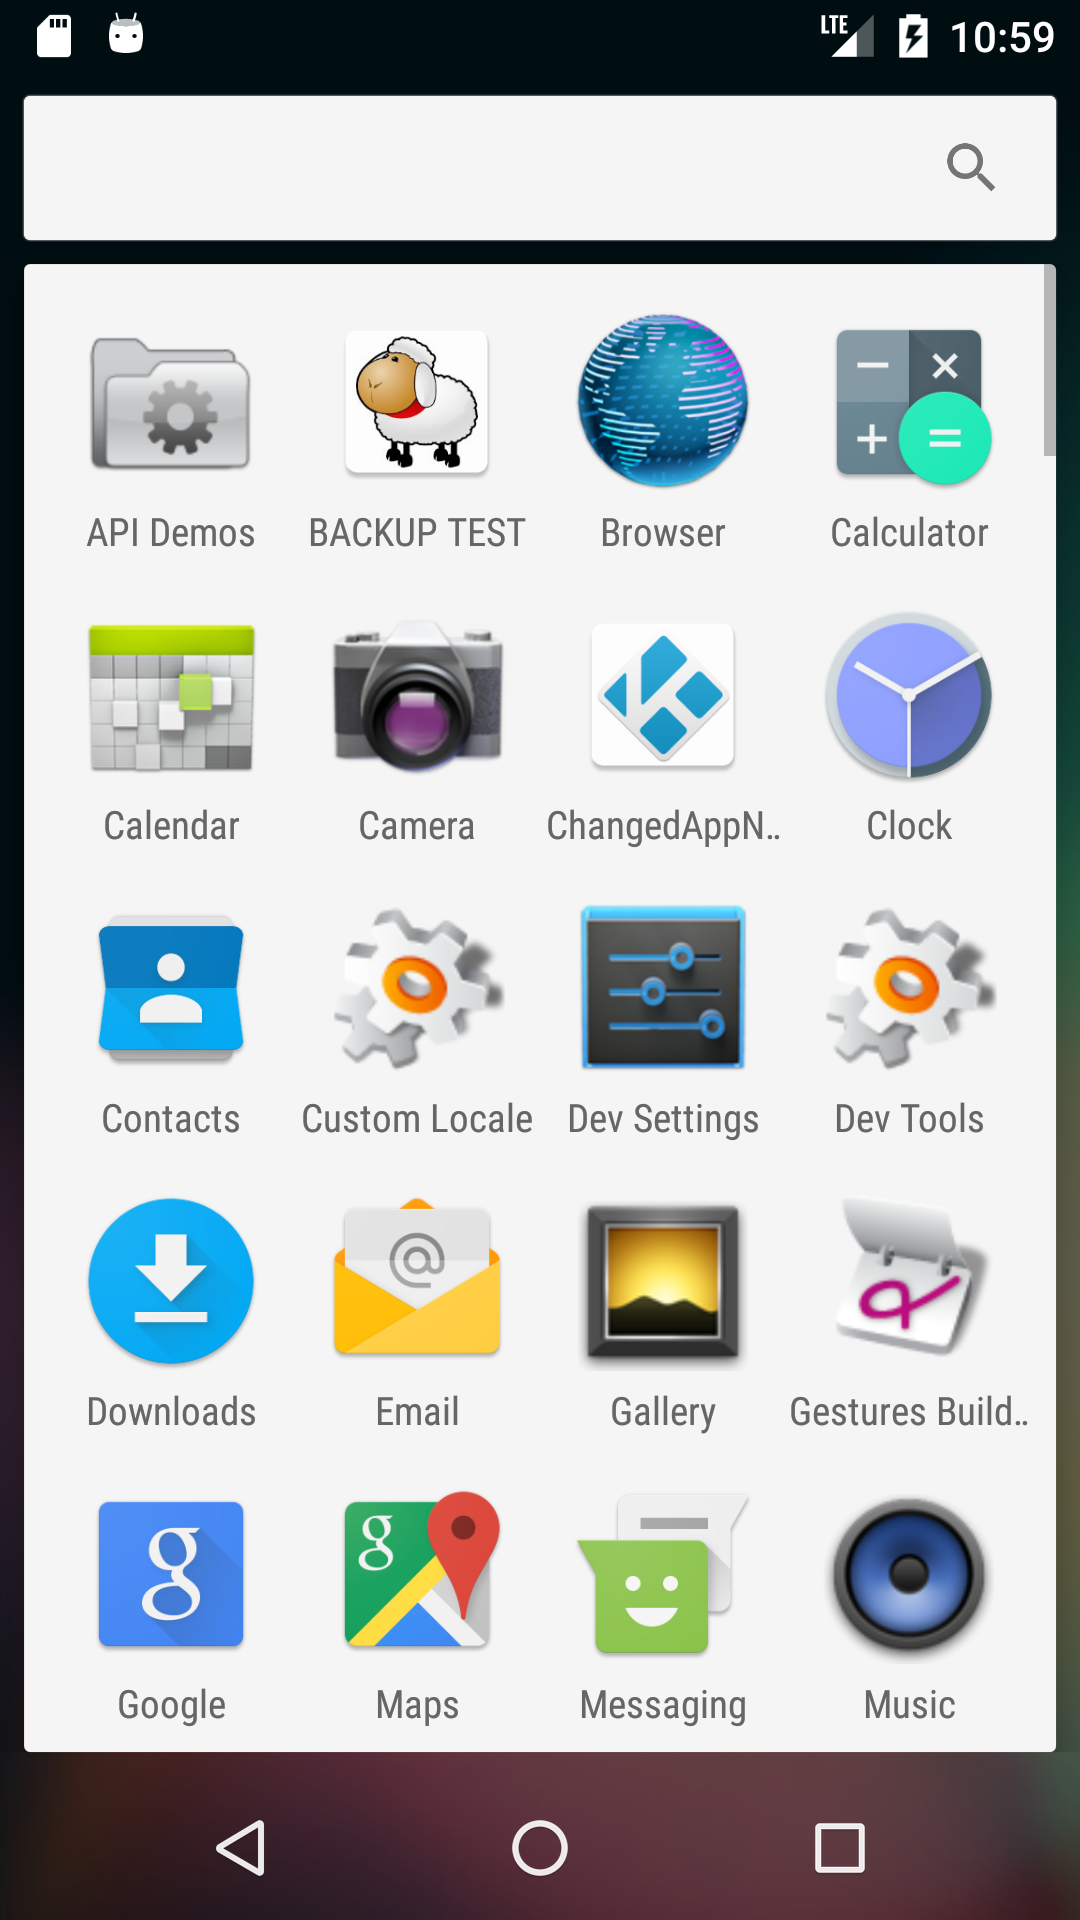 LTE 10:59
API Demos BACKUP TEST Browser Calculator
Calendar Camera ChangedAppN.. Clock
Contacts Custom Locale Dev Settings Dev Tools
@
Downloads Email Gallery Gestures Build..
g g
Google Maps Messaging Music